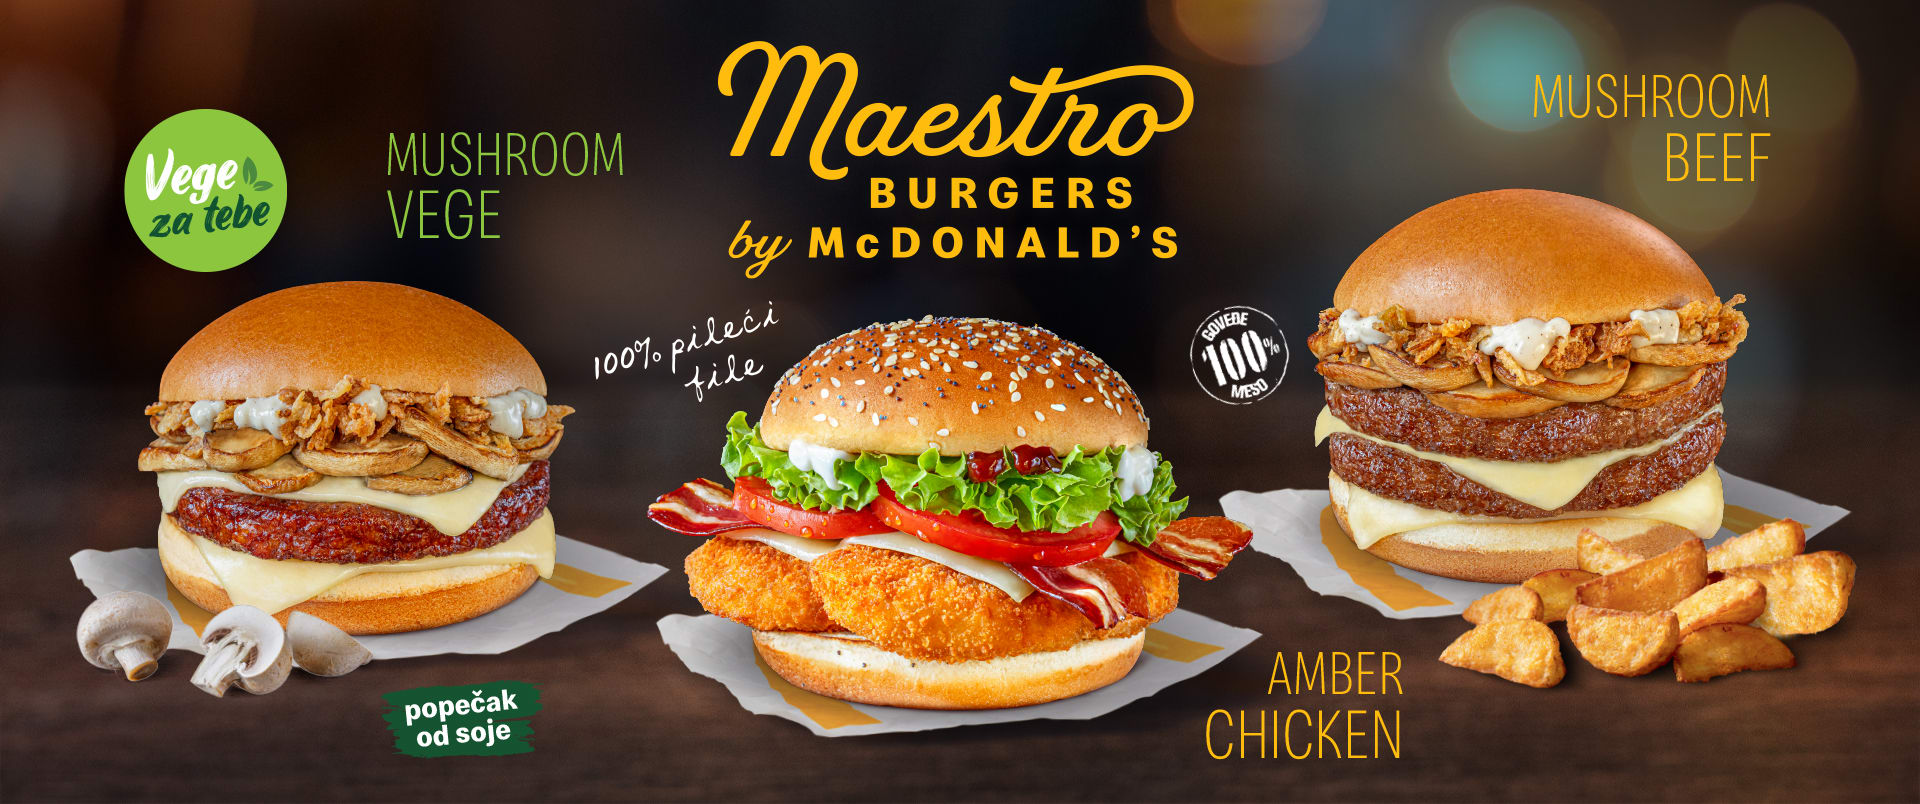 Maestro
BURGERS
by McDONALD'S
Vege
za tebe
MUSHROOM
VEGE
100% pileći
file
GOVEĐE
100%
MESO
MUSHROOM
BEEF
popečak
od soje
AMBER
CHICKEN